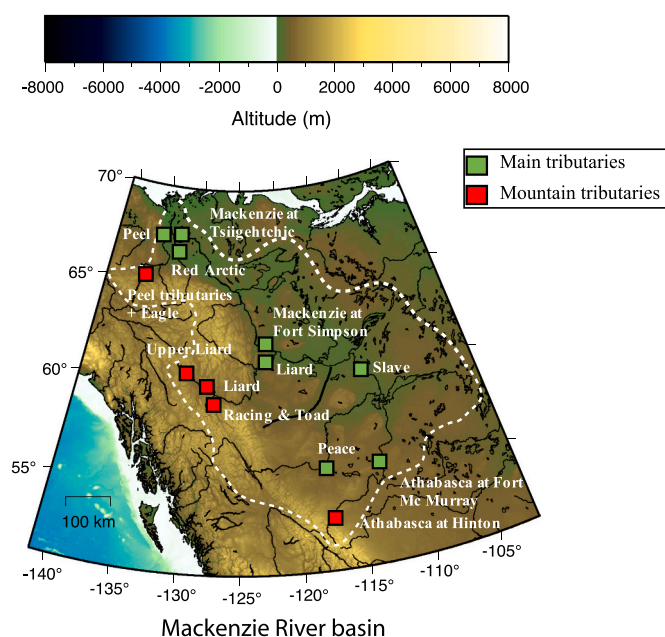 -8000 -6000 -4000 -2000 0 2000 4000 6000 8000
Altitude (m)
Main tributaries
Mountain tributaries
70°
65°
60°
55°
Mackenzie at
Tsiigehtchic
Peel
Red Arctic
Peel tributaries
+ Eagle
Mackenzie at
Fort Simpson
Upper Liard
Liard
Slave
Liard
Racing & Toad
Peace
Athabasca at Fort
Mc Murray
Athabasca at Hinton
100 km
-140°
-135°
-130°
-125°
-120°
-115°
-110°
-105°
Mackenzie River basin